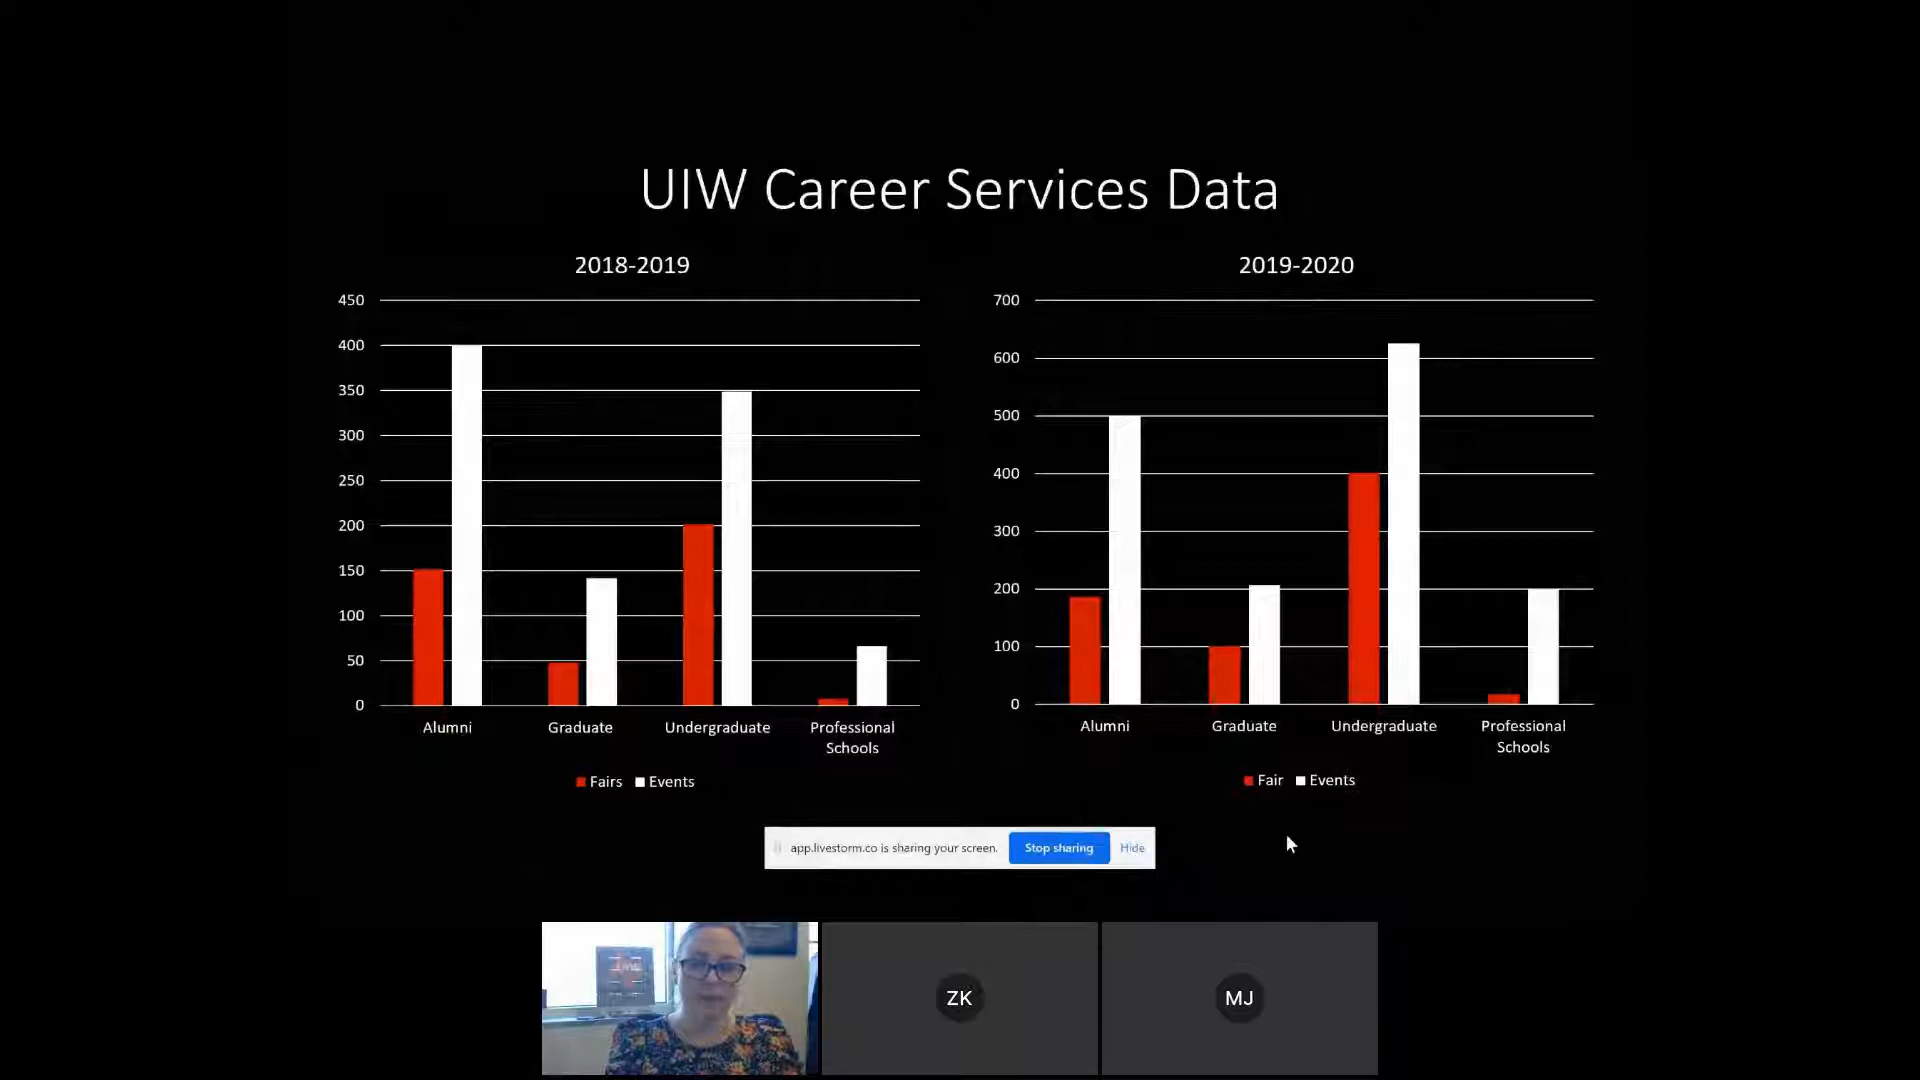 UIW Career Services Data
2018-2019
450
400
350
300
250
200
150
100
50
0
Alumni
Graduate
Undergraduate
Professional
Schools
Fairs Events
2019-2020
700
600
500
400
300
200
100
0
Alumni
Graduate
Undergraduate
Professional
Schools
Fair Events
app.livestorm.co is sharing your screen. Stop sharing Hide
ZK
MJ